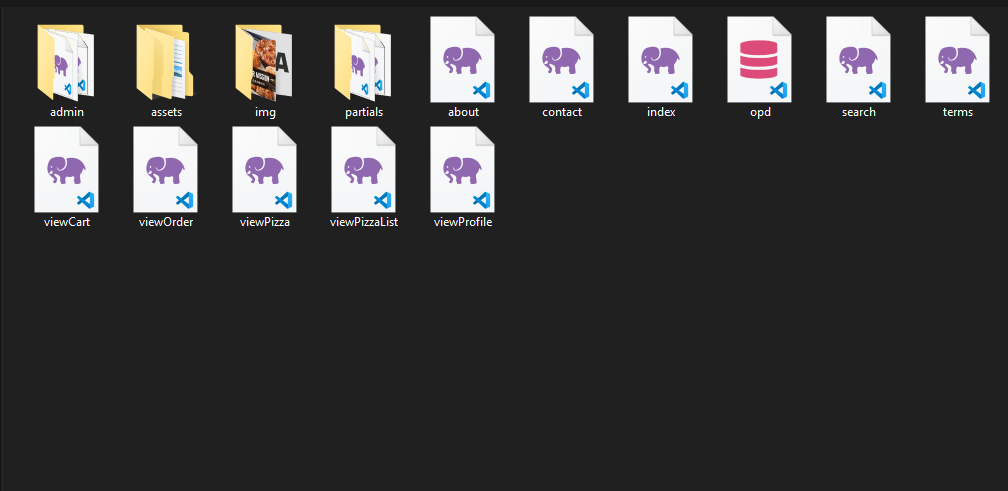 admin assets img partials about contact index opd search terms
viewCart viewOrder viewPizza viewPizzaList viewProfile